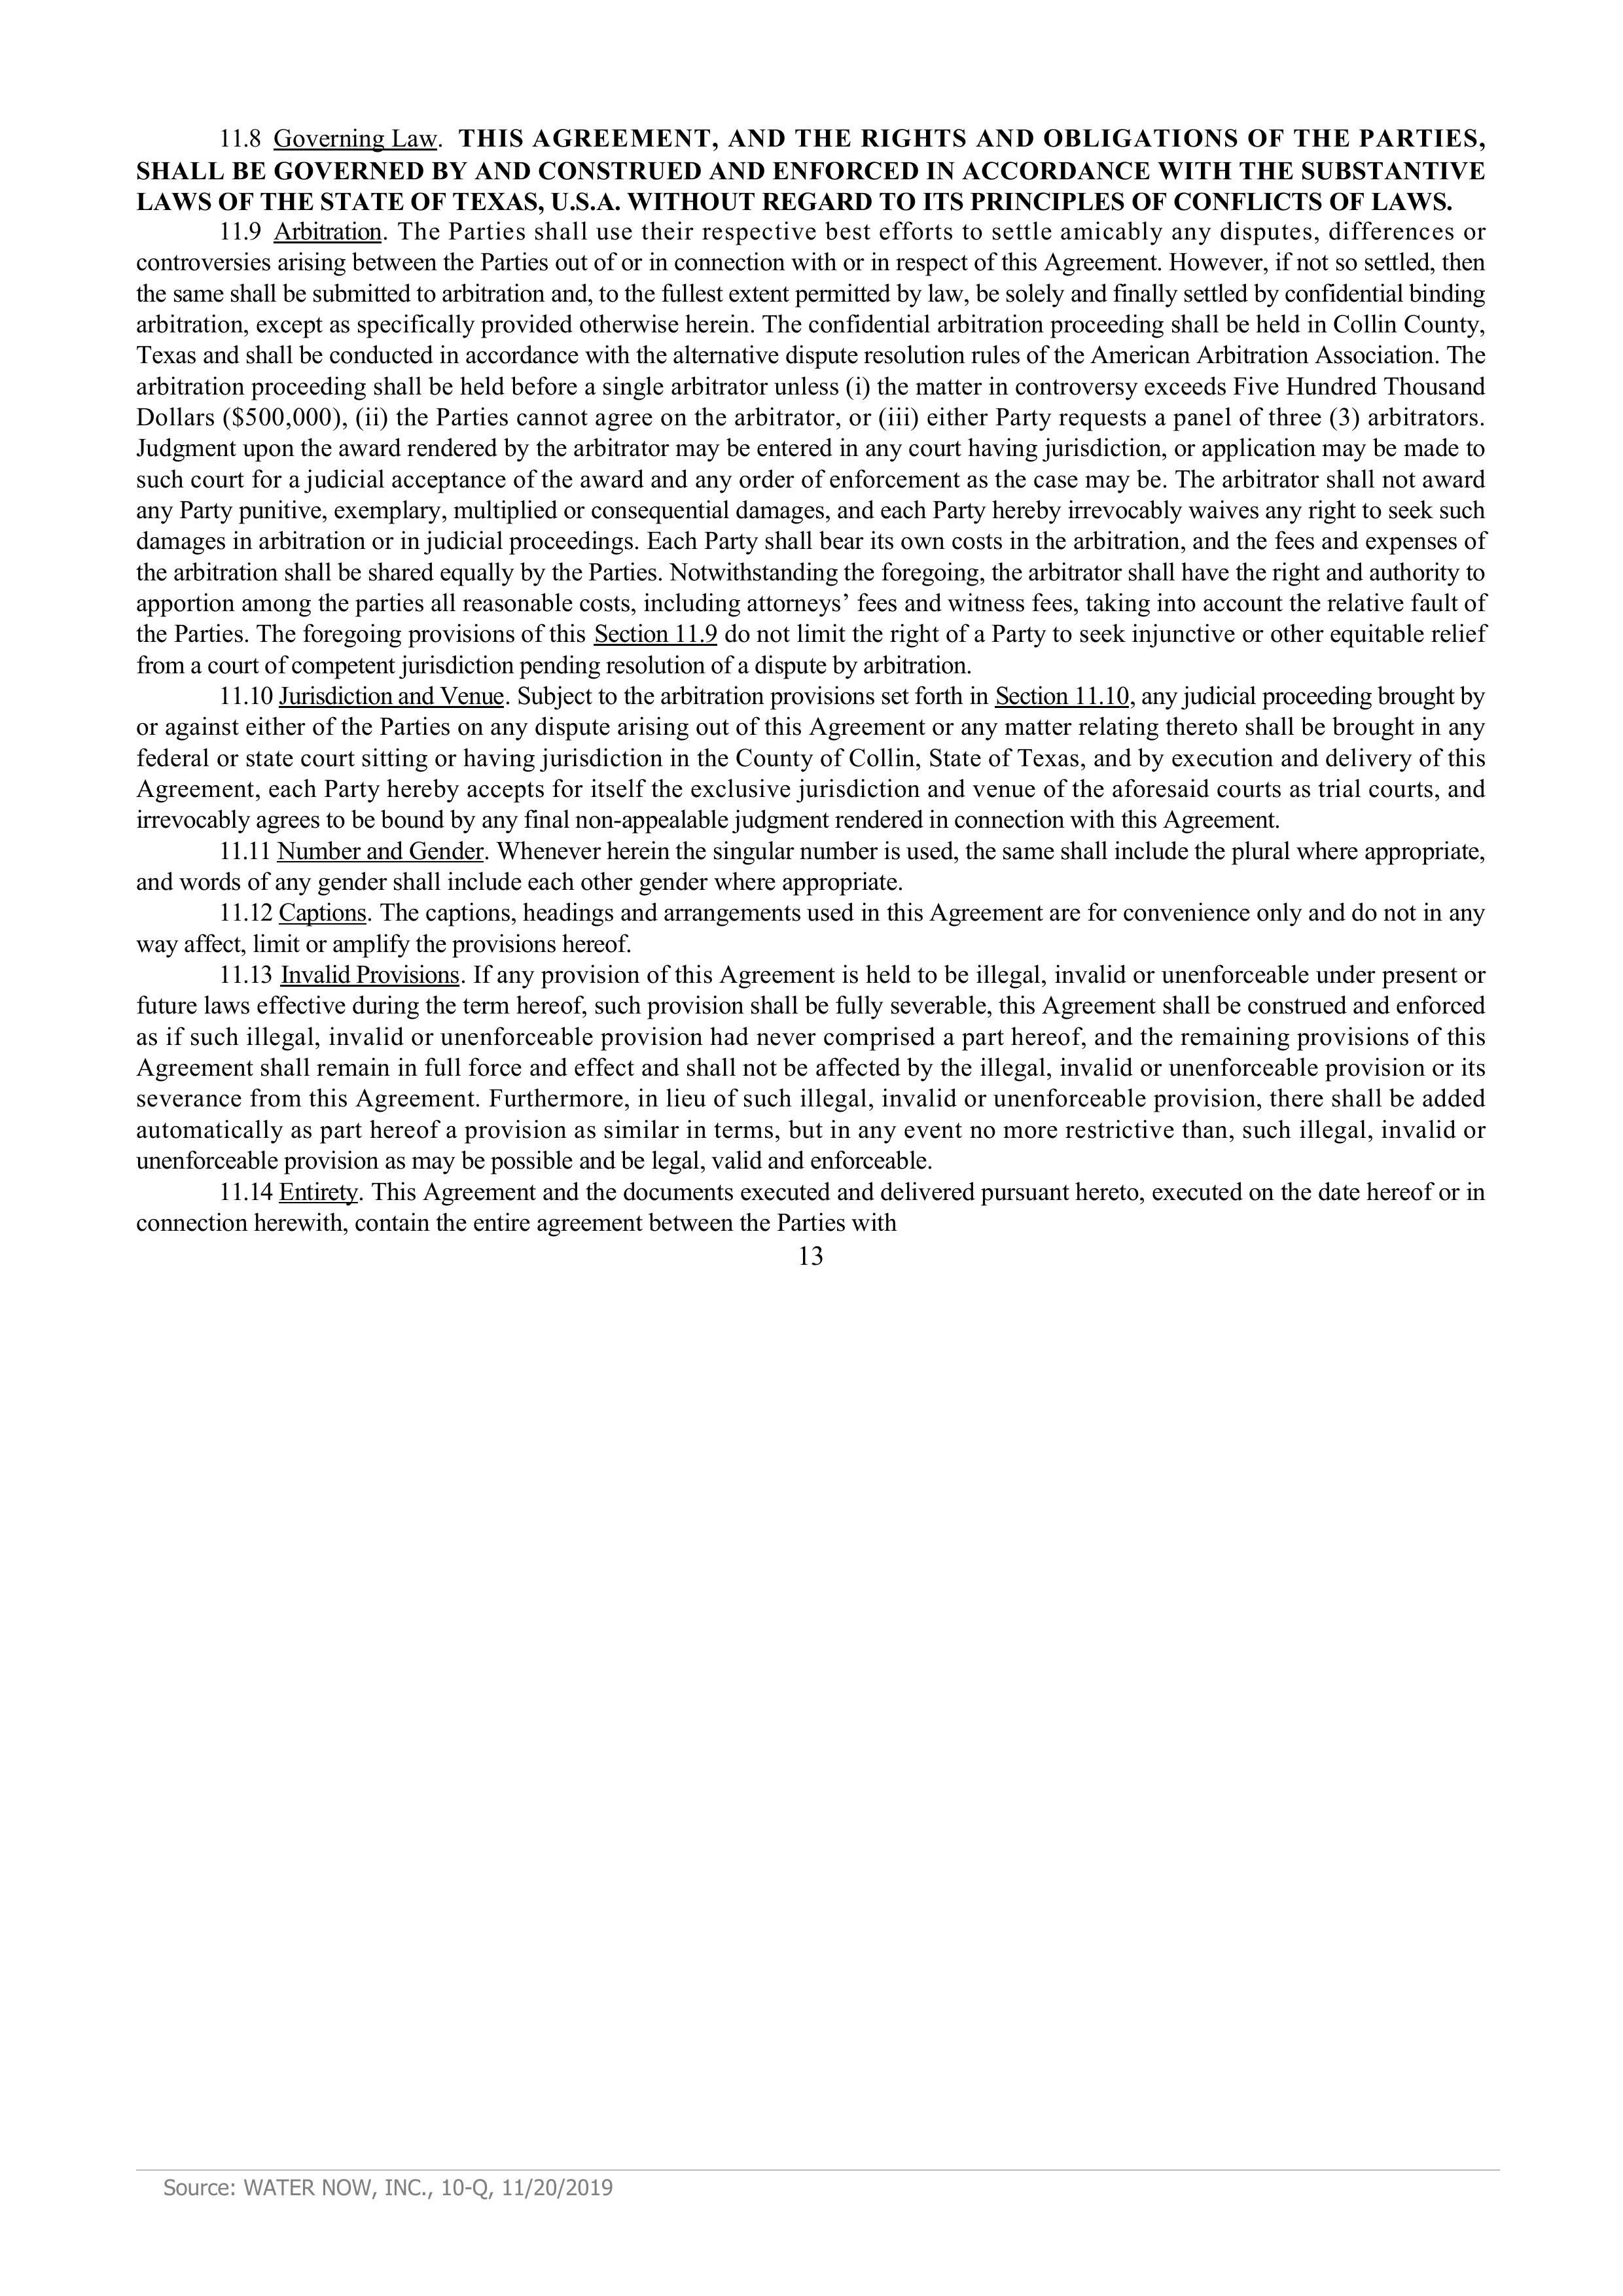 11.8 Governing Law. THIS AGREEMENT, AND THE RIGHTS AND OBLIGATIONS OF THE PARTIES,
SHALL BE GOVERNED BY AND CONSTRUED AND ENFORCED IN ACCORDANCE WITH THE SUBSTANTIVE
LAWS OF THE STATE OF TEXAS, U.S.A. WITHOUT REGARD TO ITS PRINCIPLES OF CONFLICTS OF LAWS.
11.9 Arbitration. The Parties shall use their respective best efforts to settle amicably any disputes, differences or
controversies arising between the Parties out of or in connection with or in respect of this Agreement. However, if not so settled, then
the same shall be submitted to arbitration and, to the fullest extent permitted by law, be solely and finally settled by confidential binding
arbitration, except as specifically provided otherwise herein. The confidential arbitration proceeding shall be held in Collin County,
Texas and shall be conducted in accordance with the alternative dispute resolution rules of the American Arbitration Association. The
arbitration proceeding shall be held before a single arbitrator unless (i) the matter in controversy exceeds Five Hundred Thousand
Dollars ($500,000), (ii) the Parties cannot agree on the arbitrator, or (iii) either Party requests a panel of three (3) arbitrators.
Judgment upon the award rendered by the arbitrator may be entered in any court having jurisdiction, or application may be made to
such court for a judicial acceptance of the award and any order of enforcement as the case may be. The arbitrator shall not award
any Party punitive, exemplary, multiplied or consequential damages, and each Party hereby irrevocably waives any right to seek such
damages in arbitration or in judicial proceedings. Each Party shall bear its own costs in the arbitration, and the fees and expenses of
the arbitration shall be shared equally by the Parties. Notwithstanding the foregoing, the arbitrator shall have the right and authority to
apportion among the parties all reasonable costs, including attorneys’ fees and witness fees, taking into account the relative fault of
the Parties. The foregoing provisions of this Section 11.9 do not limit the right of a Party to seek injunctive or other equitable relief
from a court of competent jurisdiction pending resolution of a dispute by arbitration.
11.10 Jurisdiction and Venue. Subject to the arbitration provisions set forth in Section 11.10, any judicial proceeding brought by
or against either of the Parties on any dispute arising out of this Agreement or any matter relating thereto shall be brought in any
federal or state court sitting or having jurisdiction in the County of Collin, State of Texas, and by execution and delivery of this
Agreement, each Party hereby accepts for itself the exclusive jurisdiction and venue of the aforesaid courts as trial courts, and
irrevocably agrees to be bound by any final non-appealable judgment rendered in connection with this Agreement.
11.11 Number and Gender. Whenever herein the singular number is used, the same shall include the plural where appropriate,
and words of any gender shall include each other gender where appropriate.
11.12 Captions. The captions, headings and arrangements used in this Agreement are for convenience only and do not in any
way affect, limit or amplify the provisions hereof.
11.13 Invalid Provisions. If any provision of this Agreement is held to be illegal, invalid or unenforceable under present or
future laws effective during the term hereof, such provision shall be fully severable, this Agreement shall be construed and enforced
as if such illegal, invalid or unenforceable provision had never comprised a part hereof, and the remaining provisions of this
Agreement shall remain in full force and effect and shall not be affected by the illegal, invalid or unenforceable provision or its
severance from this Agreement. Furthermore, in lieu of such illegal, invalid or unenforceable provision, there shall be added
automatically as part hereof a provision as similar in terms, but in any event no more restrictive than, such illegal, invalid or
unenforceable provision as may be possible and be legal, valid and enforceable.
11.14 Entirety. This Agreement and the documents executed and delivered pursuant hereto, executed on the date hereof or in
connection herewith, contain the entire agreement between the Parties with
13
Source: WATER NOW, INC., 10-Q, 11/20/2019